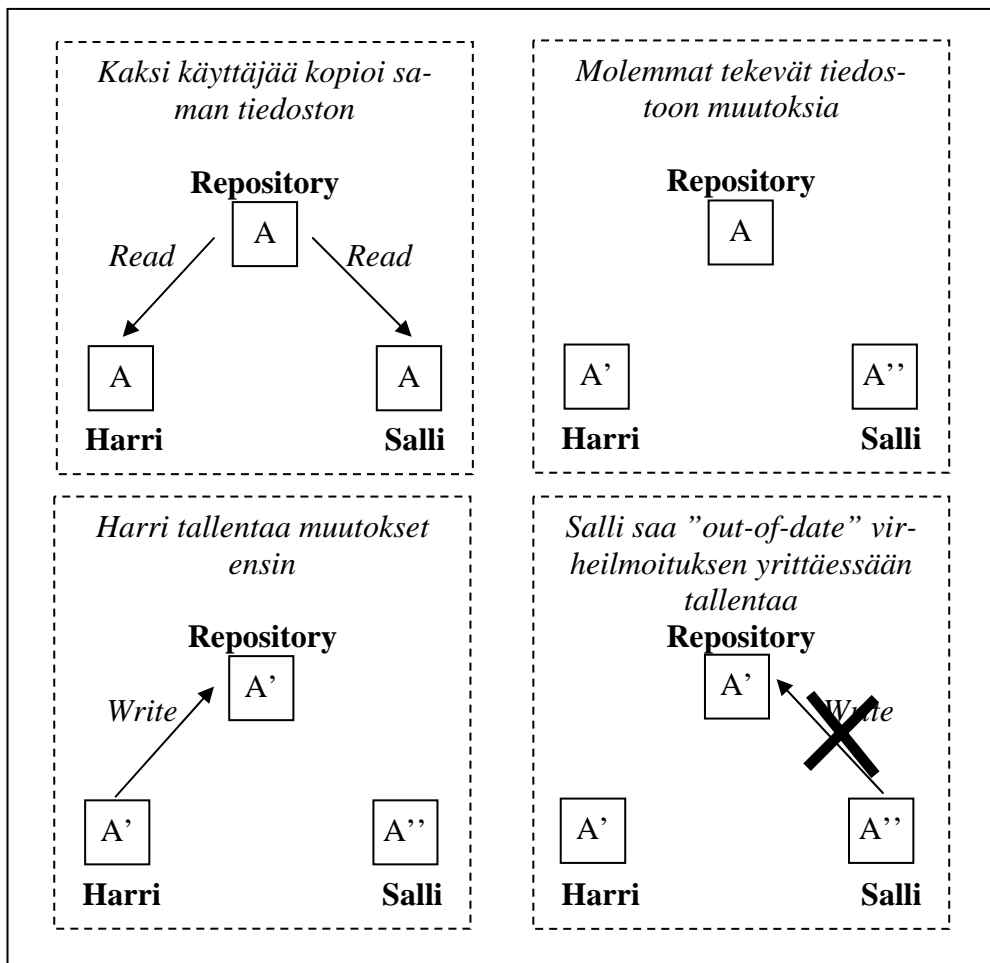 Kaksi käyttäjää kopioi sa-
man tiedoston
Repository
A
Read
Read
A
A
Harri
Salli
Molemmat tekevät tiedos-
toon muutoksia
Repository
A
A'
A''
Harri
Salli
Harri tallentaa muutokset
ensin
Repository
A'
Write
A'
A''
Harri
Salli
Salli saa ”out-of-date” vir-
heilmoituksen yrittäessään
tallentaa
Repository
A'
Write
A'
A''
Harri
Salli